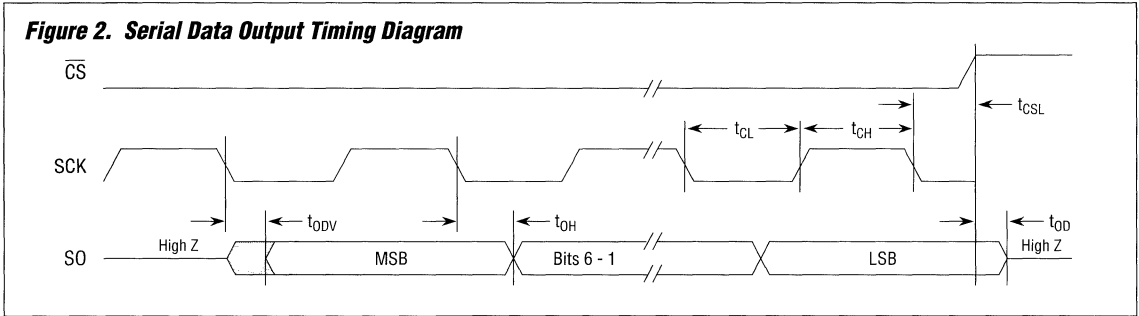 Figure 2. Serial Data Output Timing Diagram
CS
tCSL
tCL
tCH
SCK
tODV
tOH
tOD
High Z
High Z
SO
MSB
Bits 6 - 1
LSB